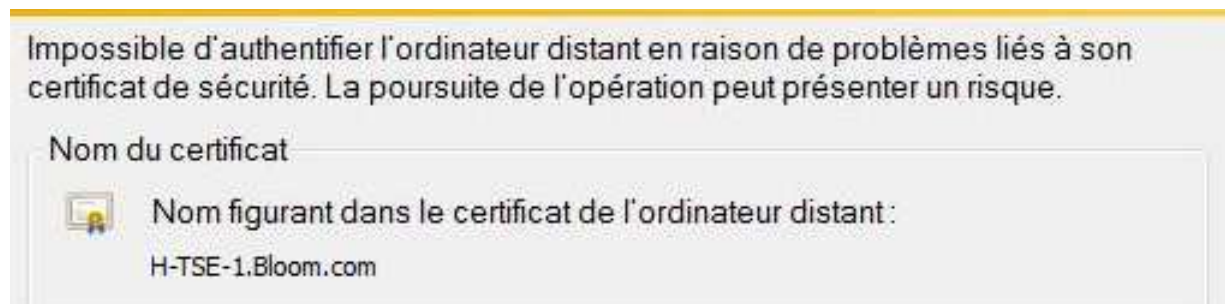 Impossible d'authentifier l'ordinateur distant en raison de problèmes liés à son
certificat de sécurité. La poursuite de l'opération peut présenter un risque.
Nom du certificat
Nom figurant dans le certificat de l'ordinateur distant :
H-TSE-1.Bloom.com